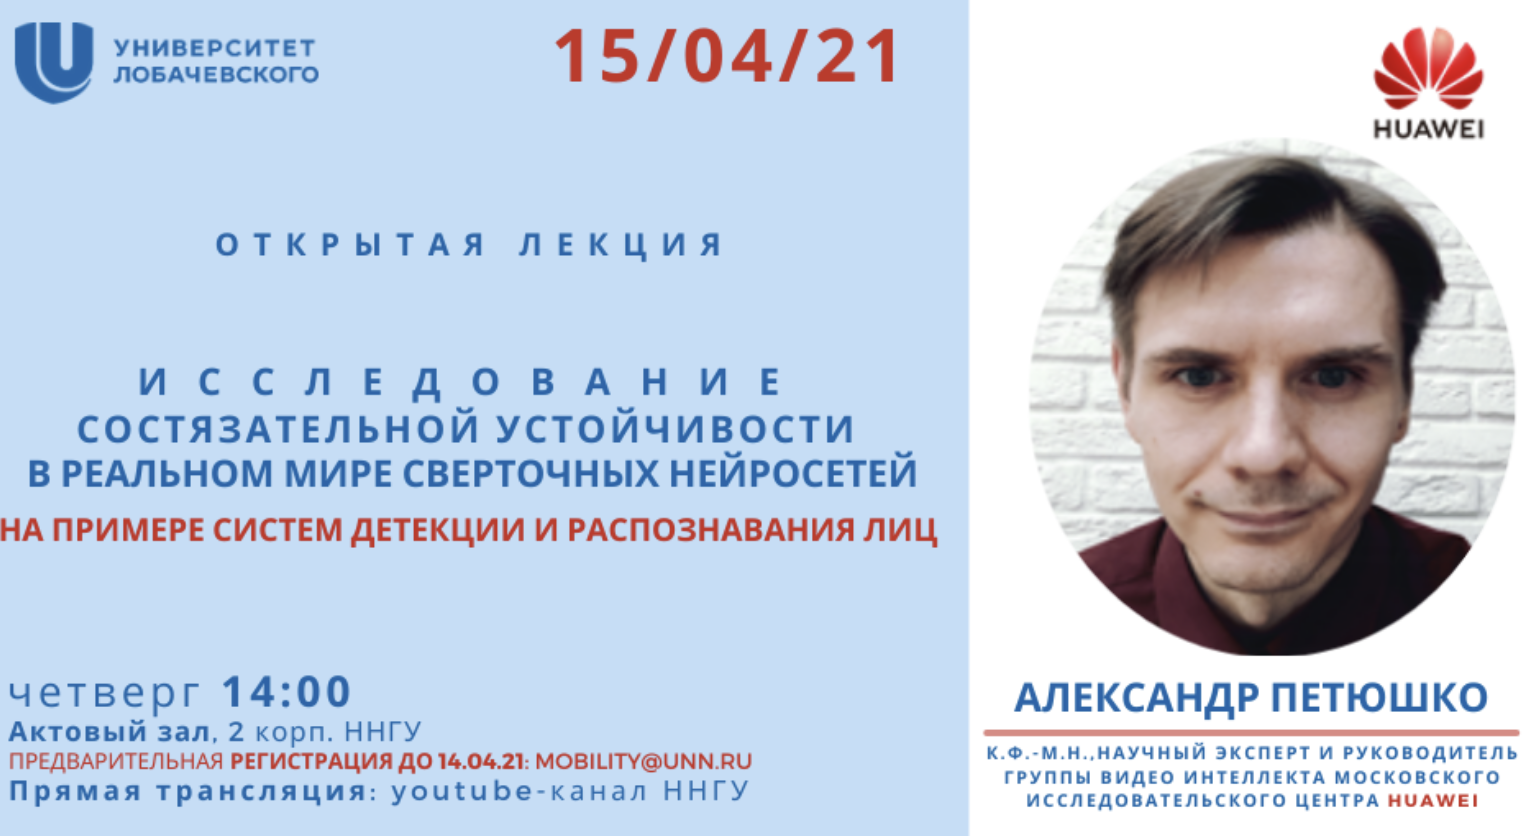 УНИВЕРСИТЕТ
ЛОБАЧЕВСКОГО
15/04/21
ОТКРЫТАЯ ЛЕКЦИЯ
ИССЛЕДОВАНИЕ
СОСТЯЗАТЕЛЬНОЙ УСТОЙЧИВОСТИ
В РЕАЛЬНОМ МИРЕ СВЕРТОЧНЫХ НЕЙРОСЕТЕЙ
НА ПРИМЕРЕ СИСТЕМ ДЕТЕКЦИИ И РАСПОЗНАВАНИЯ ЛИЦ
четверг 14:00
Актовый зал, 2 корп. ННГУ
ПРЕДВАРИТЕЛЬНАЯ РЕГИСТРАЦИЯ ДО 14.04.21: MOBILITY@UNN.RU
Прямая трансляция: youtube-канал ННГУ
HUAWEI
АЛЕКСАНДР ПЕТЮШКО
К.Ф.-М.Н.,НАУЧНЫЙ ЭКСПЕРТ И РУКОВОДИТЕЛЬ
ГРУППЫ ВИДЕО ИНТЕЛЛЕКТА МОСКОВСКОГО
ИССЛЕДОВАТЕЛЬСКОГО ЦЕНТРА HUAWEI